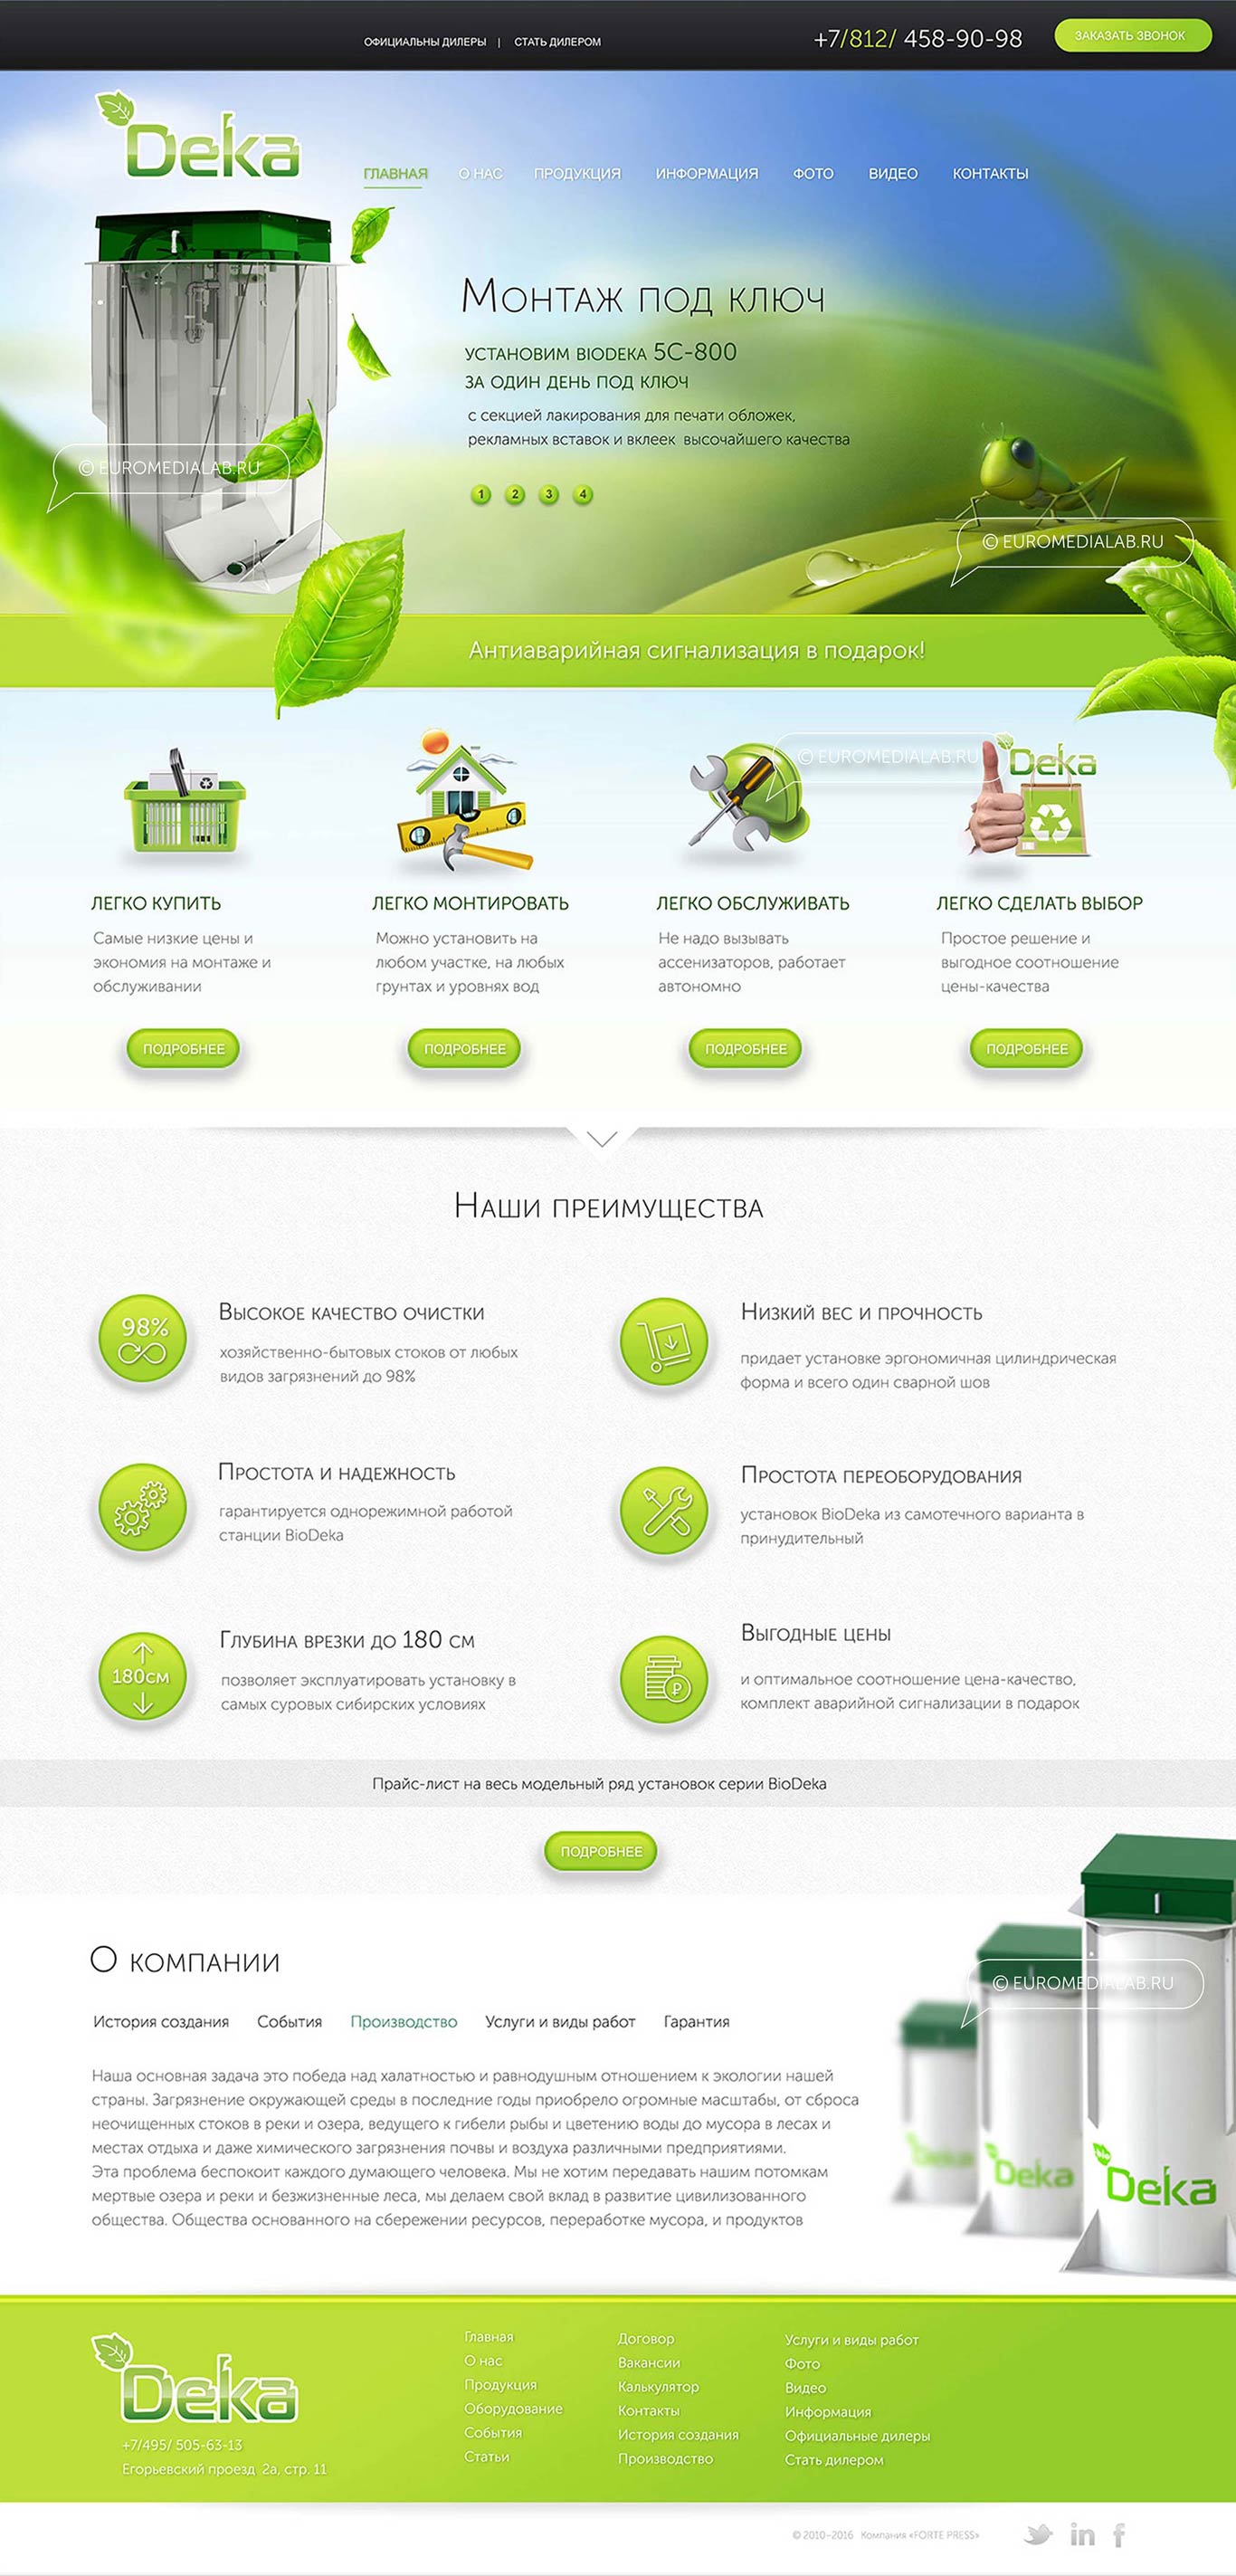 ОФИЦИАЛЬНЫ ДИЛЕРЫ | СТАТЬ ДИЛЕРОМ
+7/812/ 458-90-98
ЗАКАЗАТЬ ЗВОНОК
Deka
ГЛАВНАЯ О НАС ПРОДУКЦИЯ ИНФОРМАЦИЯ ФОТО ВИДЕО КОНТАКТЫ
Монтаж под ключ
установим biodeka 5С-800
за один день под ключ
с секцией лакирования для печати обложек,
рекламных вставок и вклеек высочайшего качества
© EUROMEDIALAB.RU
1 2 3 4
© EUROMEDIALAB.RU
Антиаварийная сигнализация в подарок!
© EUROMEDIALAB.RU
Deka
ЛЕГКО КУПИТЬ
Самые низкие цены и
экономия на монтаже и
обслуживании
ПОДРОБНЕЕ
ЛЕГКО МОНТИРОВАТЬ
Можно установить на
любом участке, на любых
грунтах и уровнях вод
ПОДРОБНЕЕ
ЛЕГКО ОБСЛУЖИВАТЬ
Не надо вызывать
ассенизаторов, работает
автономно
ПОДРОБНЕЕ
ЛЕГКО СДЕЛАТЬ ВЫБОР
Простое решение и
выгодное соотношение
цены-качества
ПОДРОБНЕЕ
Наши преимущества
98%
Высокое качество очистки
хозяйственно-бытовых стоков от любых
видов загрязнений до 98%
Низкий вес и прочность
придает установке эргономичная цилиндрическая
форма и всего один сварной шов
Простота и надежность
гарантируется однорежимной работой
станции BioDeka
Простота переоборудования
установок BioDeka из самотечного варианта в
принудительный
180см
Глубина врезки до 180 см
позволяет эксплуатировать установку в
самых суровых сибирских условиях
Выгодные цены
и оптимальное соотношение цена-качество,
комплект аварийной сигнализации в подарок
Прайс-лист на весь модельный ряд установок серии BioDeka
ПОДРОБНЕЕ
О компании
© EUROMEDIALAB.RU
История создания События Производство Услуги и виды работ Гарантия
Наша основная задача это победа над халатностью и равнодушным отношением к экологии нашей
страны. Загрязнение окружающей среды в последние годы приобрело огромные масштабы, от сброса
неочищенных стоков в реки и озера, ведущего к гибели рыбы и цветению воды до мусора в лесах и
местах отдыха и даже химического загрязнения почвы и воздуха различными предприятиями.
Эта проблема беспокоит каждого думающего человека. Мы не хотим передавать нашим потомкам
мертвые озера и реки и безжизненные леса, мы делаем свой вклад в развитие цивилизованного
общества. Общества основанного на сбережении ресурсов, переработке мусора, и продуктов
Deka
Deka
Deka
Deka
+7/495/ 505-63-13
Егорьевский проезд 2а, стр. 11
Главная
О нас
Продукция
Оборудование
События
Статьи
Договор
Вакансии
Калькулятор
Контакты
История создания
Производство
Услуги и виды работ
Фото
Видео
Информация
Официальные дилеры
Стать дилером
© 2010-2016 Компания «FORTE PRESS»
in f